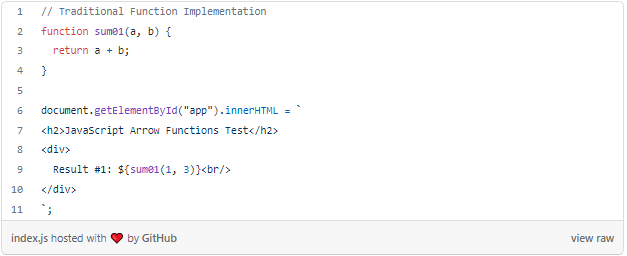 1 // Traditional Function Implementation
2 function sum01(a, b) {
3   return a + b;
4 }
5
6 document.getElementById("app").innerHTML = `
7 <h2>JavaScript Arrow Functions Test</h2>
8 <div>
9   Result #1: ${sum01(1, 3)}<br/>
10 </div>
11 `;
index.js hosted with ❤ by GitHub view raw